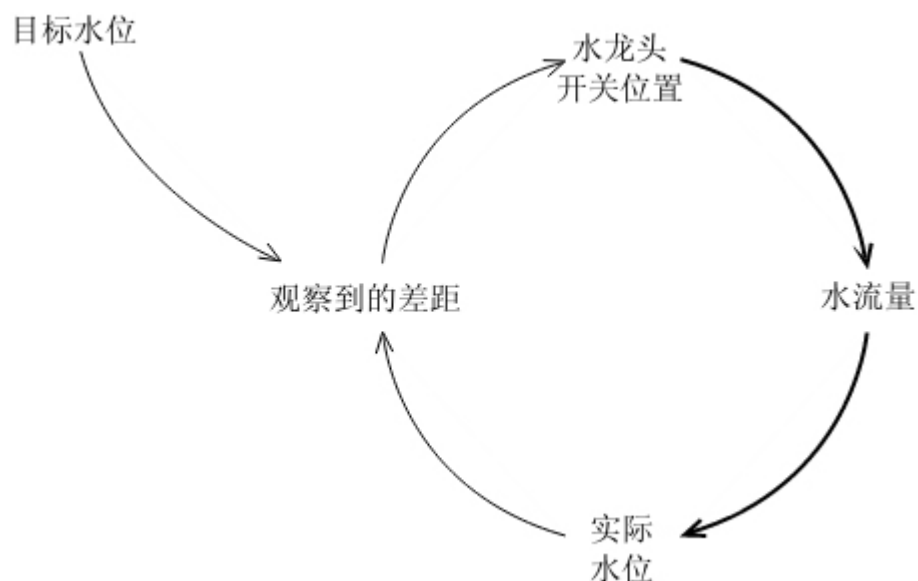 目标水位
水龙头
开关位置
观察到的差距
水流量
实际
水位